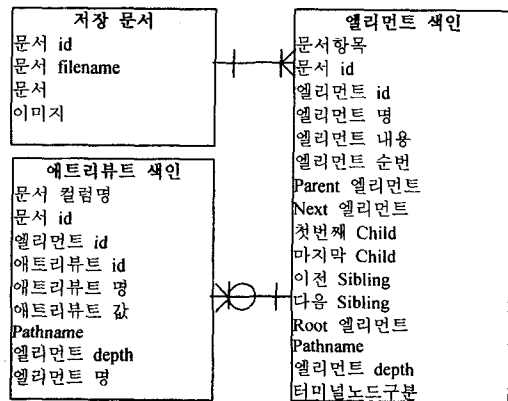 저장 문서
문서 id
문서 filename
문서
이미지
엘리먼트 색인
문서항목
문서 id
엘리먼트 id
엘리먼트 명
엘리먼트 내용
엘리먼트 순번
Parent 엘리먼트
Next 엘리먼트
첫번째 Child
마지막 Child
이전 Sibling
다음 Sibling
Root 엘리먼트
Pathname
엘리먼트 depth
터미널노드구분
애트리뷰트 색인
문서 컬럼명
문서 id
엘리먼트 id
애트리뷰트 id
애트리뷰트 명
애트리뷰트 값
Pathname
엘리먼트 depth
엘리먼트 명